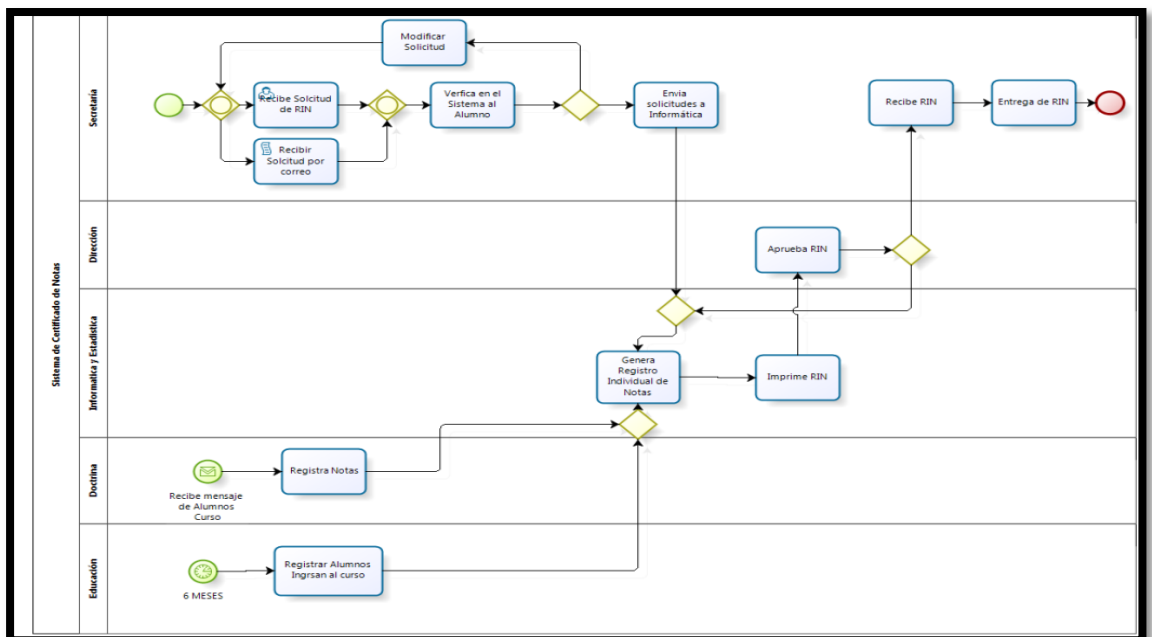 Sistema de Certificado de Notas
Secretaría
Modificar
Solicitud
Recibe Solcitud
de RIN
Recibir
Solcitud por
correo
Verfica en el
Sistema al
Alumno
Envia
solicitudes a
Informática
Recibe RIN
Entrega de RIN
Dirección
Aprueba RIN
Informatica y Estadística
Genera
Registro
Individual de
Notas
Imprime RIN
Doctrina
Recibe mensaje
de Alumnos
Curso
Registra Notas
Educación
6 MESES
Registrar Alumnos
Ingrsan al curso